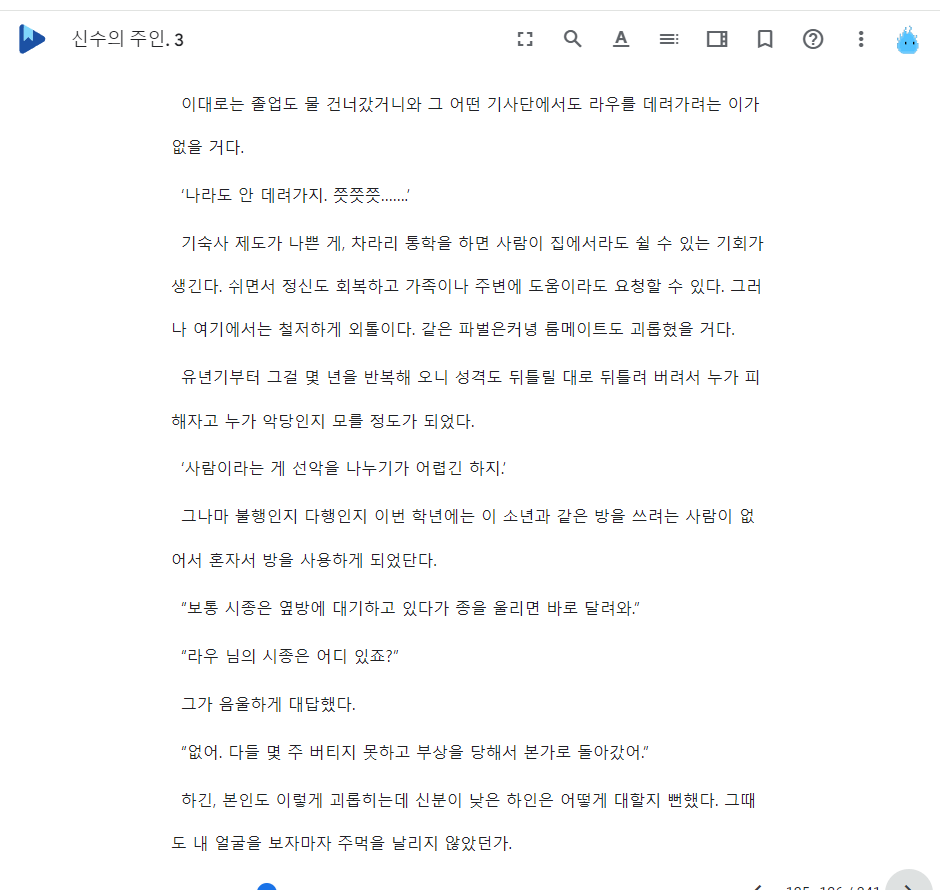 신수의 주인. 3
이대로는 졸업도 물 건너갔거니와 그 어떤 기사단에서도 라우를 데려가려는 이가
없을 거다.
‘나라도 안 데려가지. 쯧쯧쯧…….’
기숙사 제도가 나쁜 게, 차라리 통학을 하면 사람이 집에서라도 쉴 수 있는 기회가
생긴다. 쉬면서 정신도 회복하고 가족이나 주변에 도움이라도 요청할 수 있다. 그러
나 여기에서는 철저하게 외톨이다. 같은 파벌은커녕 룸메이트도 괴롭혔을 거다.
유년기부터 그걸 몇 년을 반복해 오니 성격도 뒤틀릴 대로 뒤틀려 버려서 누가 피
해자고 누가 악당인지 모를 정도가 되었다.
‘사람이라는 게 선악을 나누기가 어렵긴 하지.’
그나마 불행인지 다행인지 이번 학년에는 이 소년과 같은 방을 쓰려는 사람이 없
어서 혼자서 방을 사용하게 되었단다.
“보통 시종은 옆방에 대기하고 있다가 종을 울리면 바로 달려와.”
“라우 님의 시종은 어디 있죠?”
그가 음울하게 대답했다.
“없어. 다들 몇 주 버티지 못하고 부상을 당해서 본가로 돌아갔어.”
하긴, 본인도 이렇게 괴롭히는데 신분이 낮은 하인은 어떻게 대할지 뻔했다. 그때
도 내 얼굴을 보자마자 주먹을 날리지 않았던가.